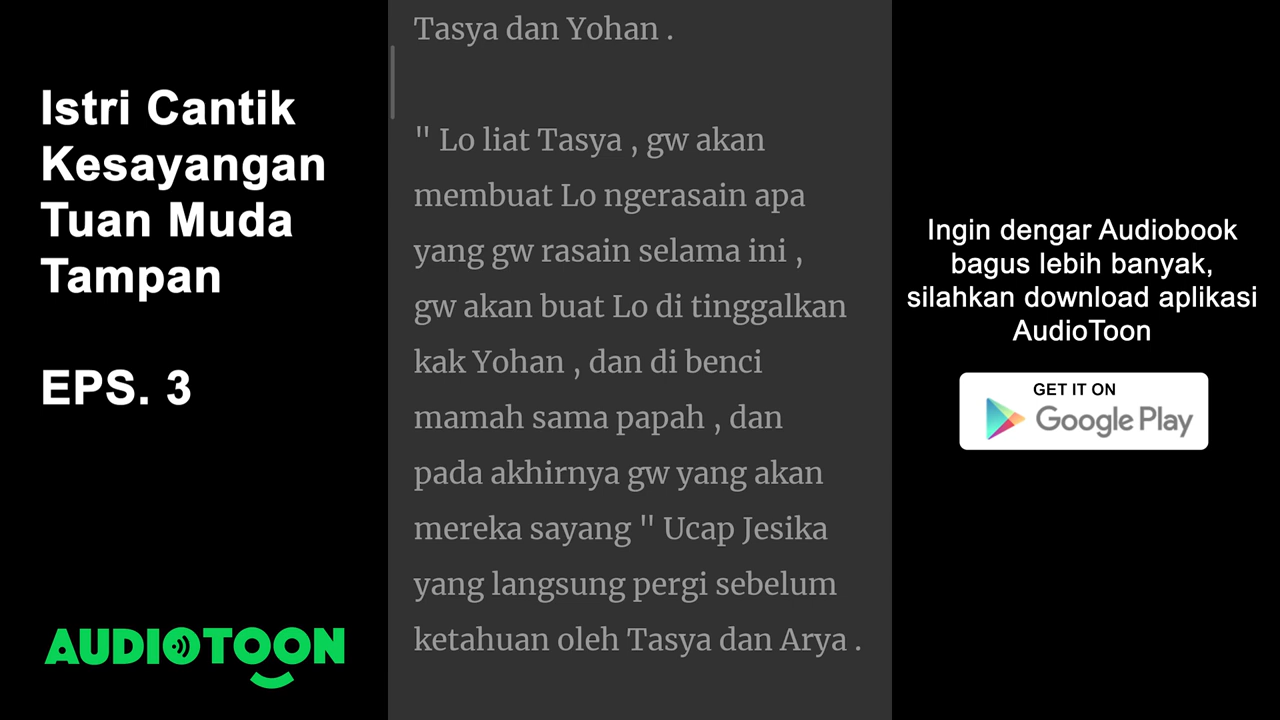 Istri Cantik
Kesayangan
Tuan Muda
Tampan
EPS. 3
AUDIOTOON
Tasya dan Yohan .
" Lo liat Tasya , gw akan
membuat Lo ngerasain apa
yang gw rasain selama ini ,
gw akan buat Lo di tinggalkan
kak Yohan , dan di benci
mamah sama papah , dan
pada akhirnya gw yang akan
mereka sayang " Ucap Jesika
yang langsung pergi sebelum
ketahuan oleh Tasya dan Arya .
Ingin dengar Audiobook
bagus lebih banyak,
silahkan download aplikasi
AudioToon
GET IT ON
Google Play